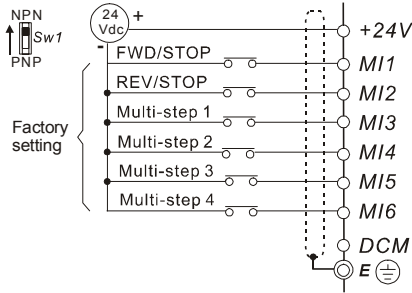 NPN
Sw1
PNP
24
Vdc
+
-
+24V
FWD/STOP
MI1
REV/STOP
MI2
Multi-step 1
MI3
Factory
setting
Multi-step 2
MI4
Multi-step 3
MI5
Multi-step 4
MI6
DCM
E